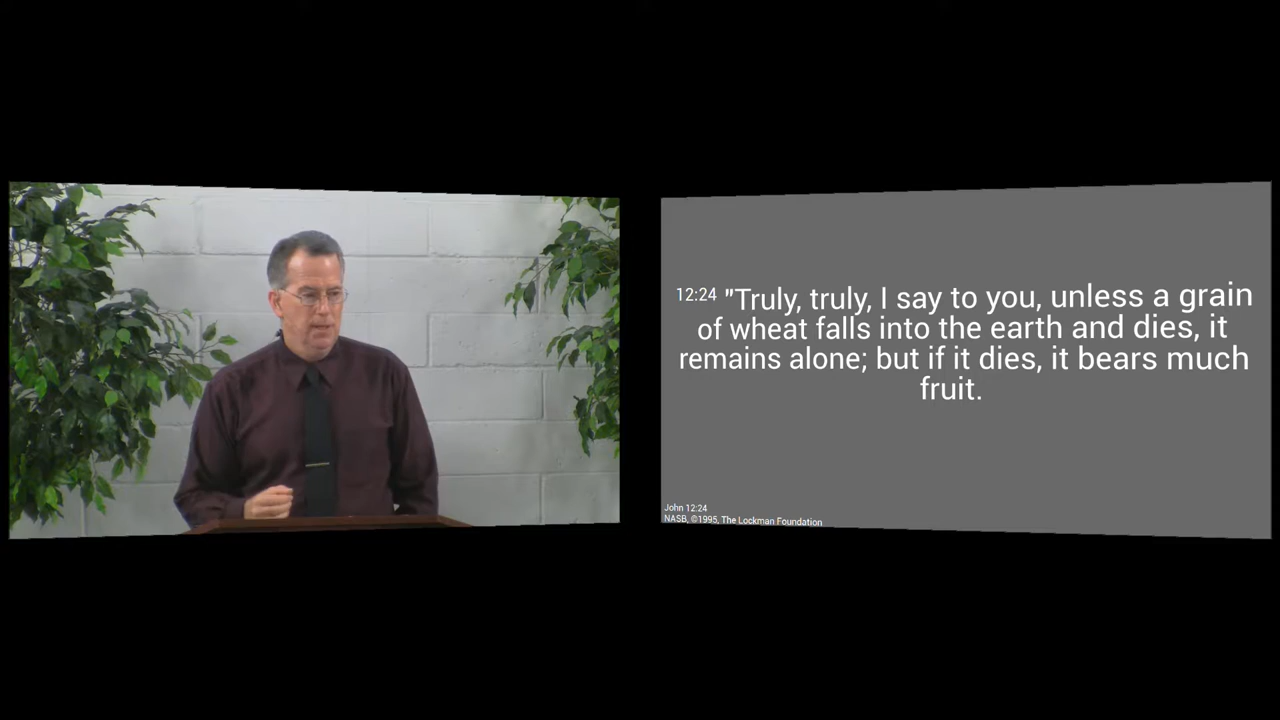 12:24 "Truly, truly, I say to you, unless a grain
of wheat falls into the earth and dies, it
remains alone; but if it dies, it bears much
fruit.
John 12:24
NASB, ©1995, The Lockman Foundation